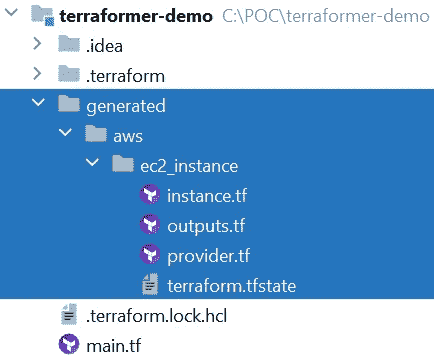 terraformer-demo C:\POC\terraformer-demo
.idea
.terraform
generated
aws
ec2_instance
instance.tf
outputs.tf
provider.tf
terraform.tfstate
.terraform.lock.hcl
main.tf